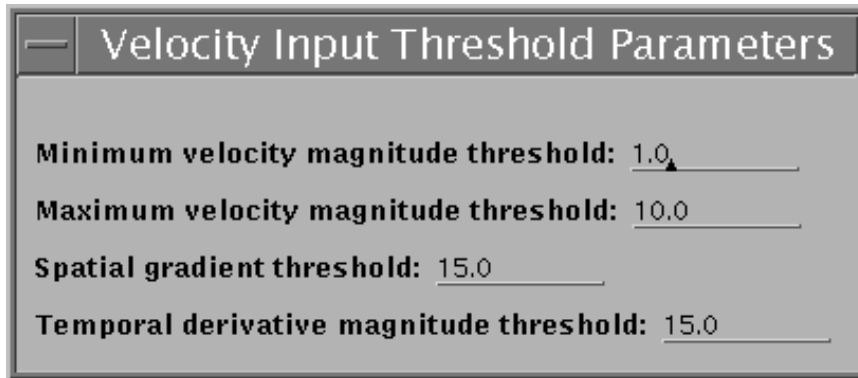 Velocity Input Threshold Parameters
Minimum velocity magnitude threshold: 1.0
Maximum velocity magnitude threshold: 10.0
Spatial gradient threshold: 15.0
Temporal derivative magnitude threshold: 15.0